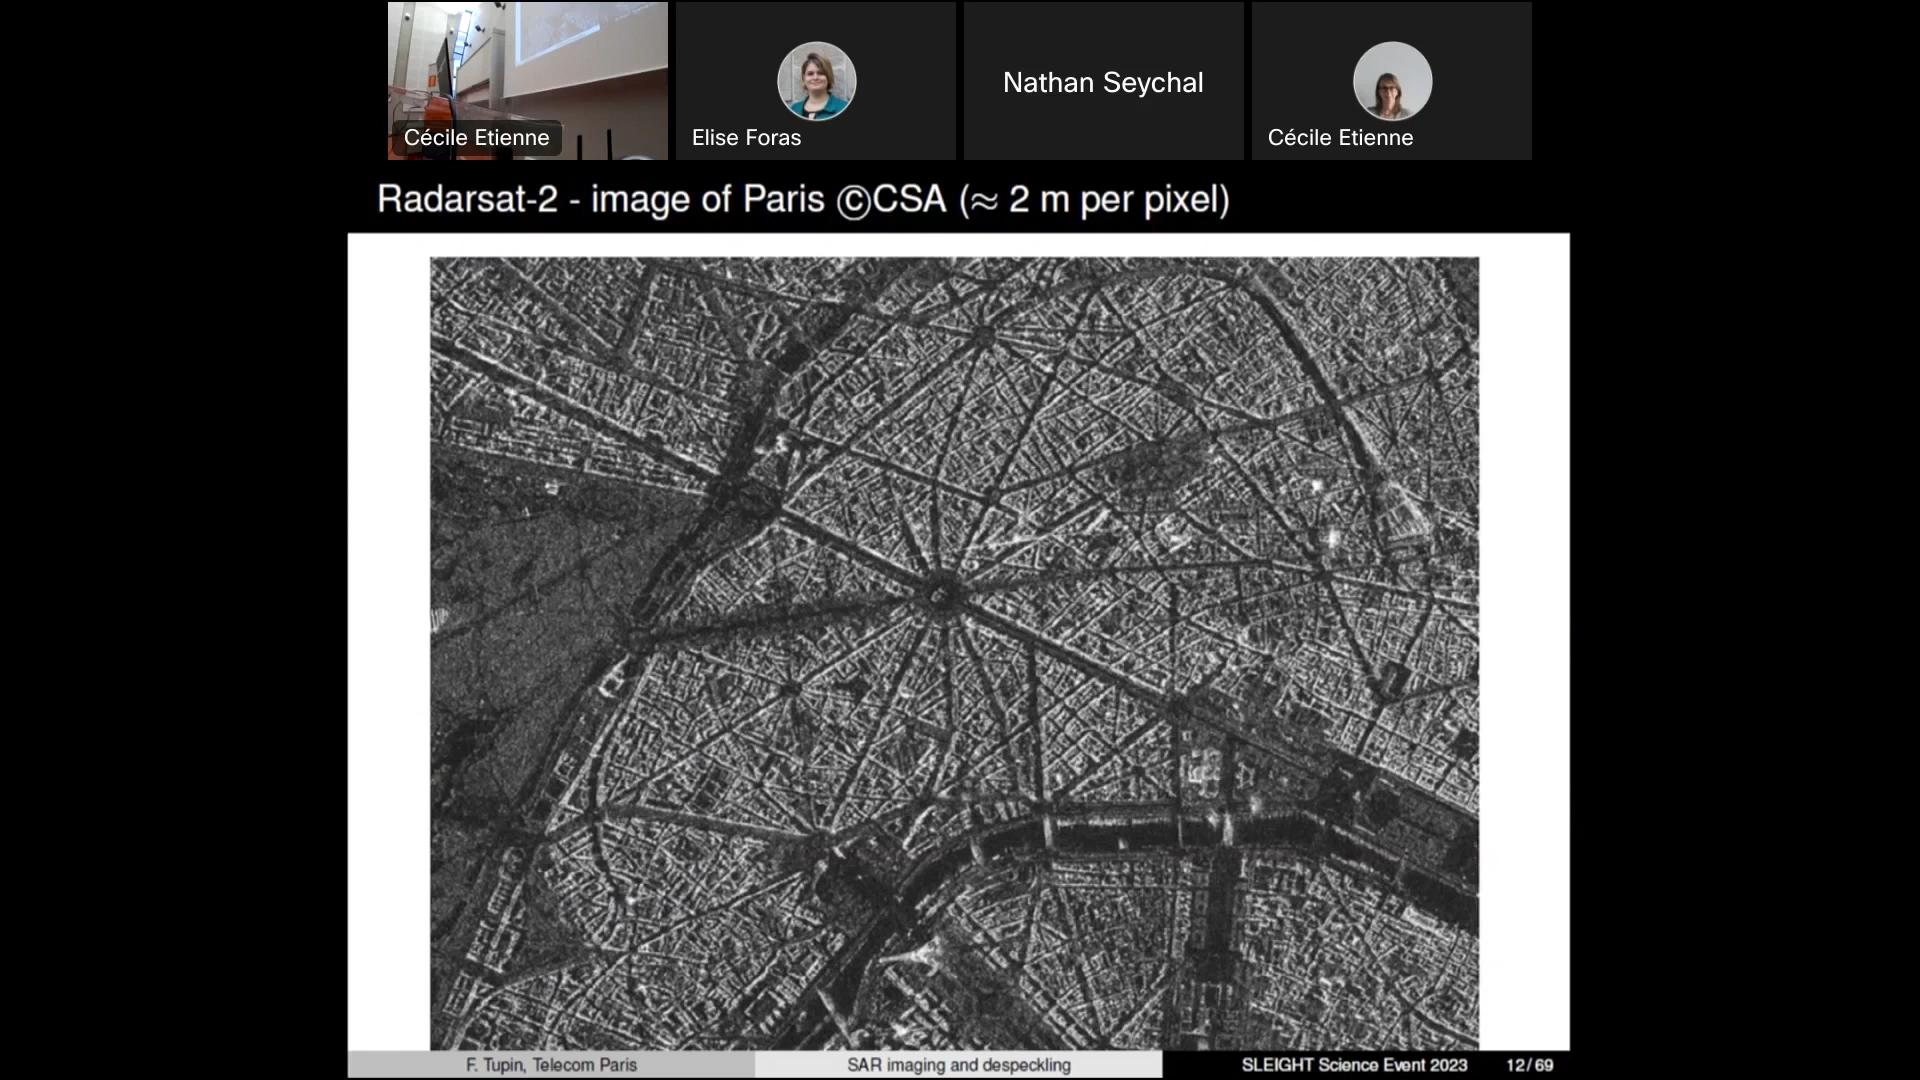 Cécile Etienne
Elise Foras
Nathan Seychal
Cécile Etienne
Radarsat-2 - image of Paris ©CSA (≈ 2 m per pixel)
F. Tupin, Telecom Paris
SAR imaging and despeckling
SLEIGHT Science Event 2023
12/69